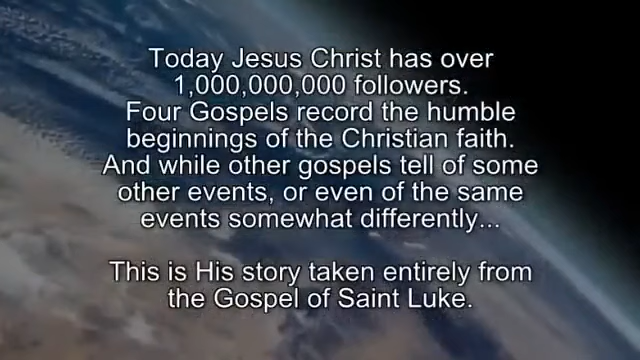 Today Jesus Christ has over
1,000,000,000 followers.
Four Gospels record the humble
beginnings of the Christian faith.
And while other gospels tell of some
other events, or even of the same
events somewhat differently...
This is His story taken entirely from
the Gospel of Saint Luke.